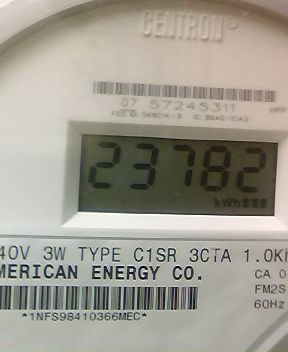 CENTRON
07 57245311
23782
kWh
40V 3W TYPE C1SR 3CTA 1.0Kh
MERICAN ENERGY CO.
CA 0
FM2S
60Hz
*1NFS98410366MEC*